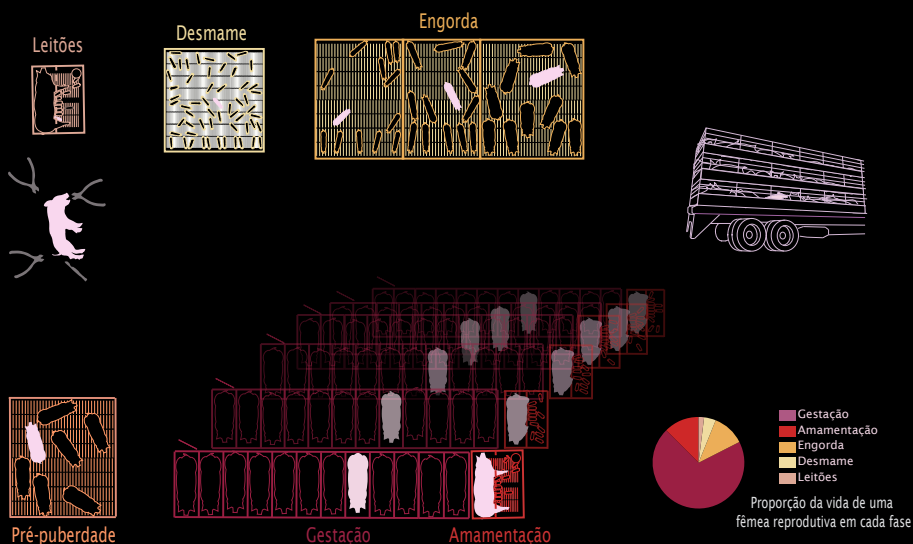 Engorda
Desmame
Leitões
Gestação
Amamentação
Engorda
Desmame
Leitões
Proporção da vida de uma
fêmea reprodutiva em cada fase
Pré-puberdade
Gestação
Amamentação